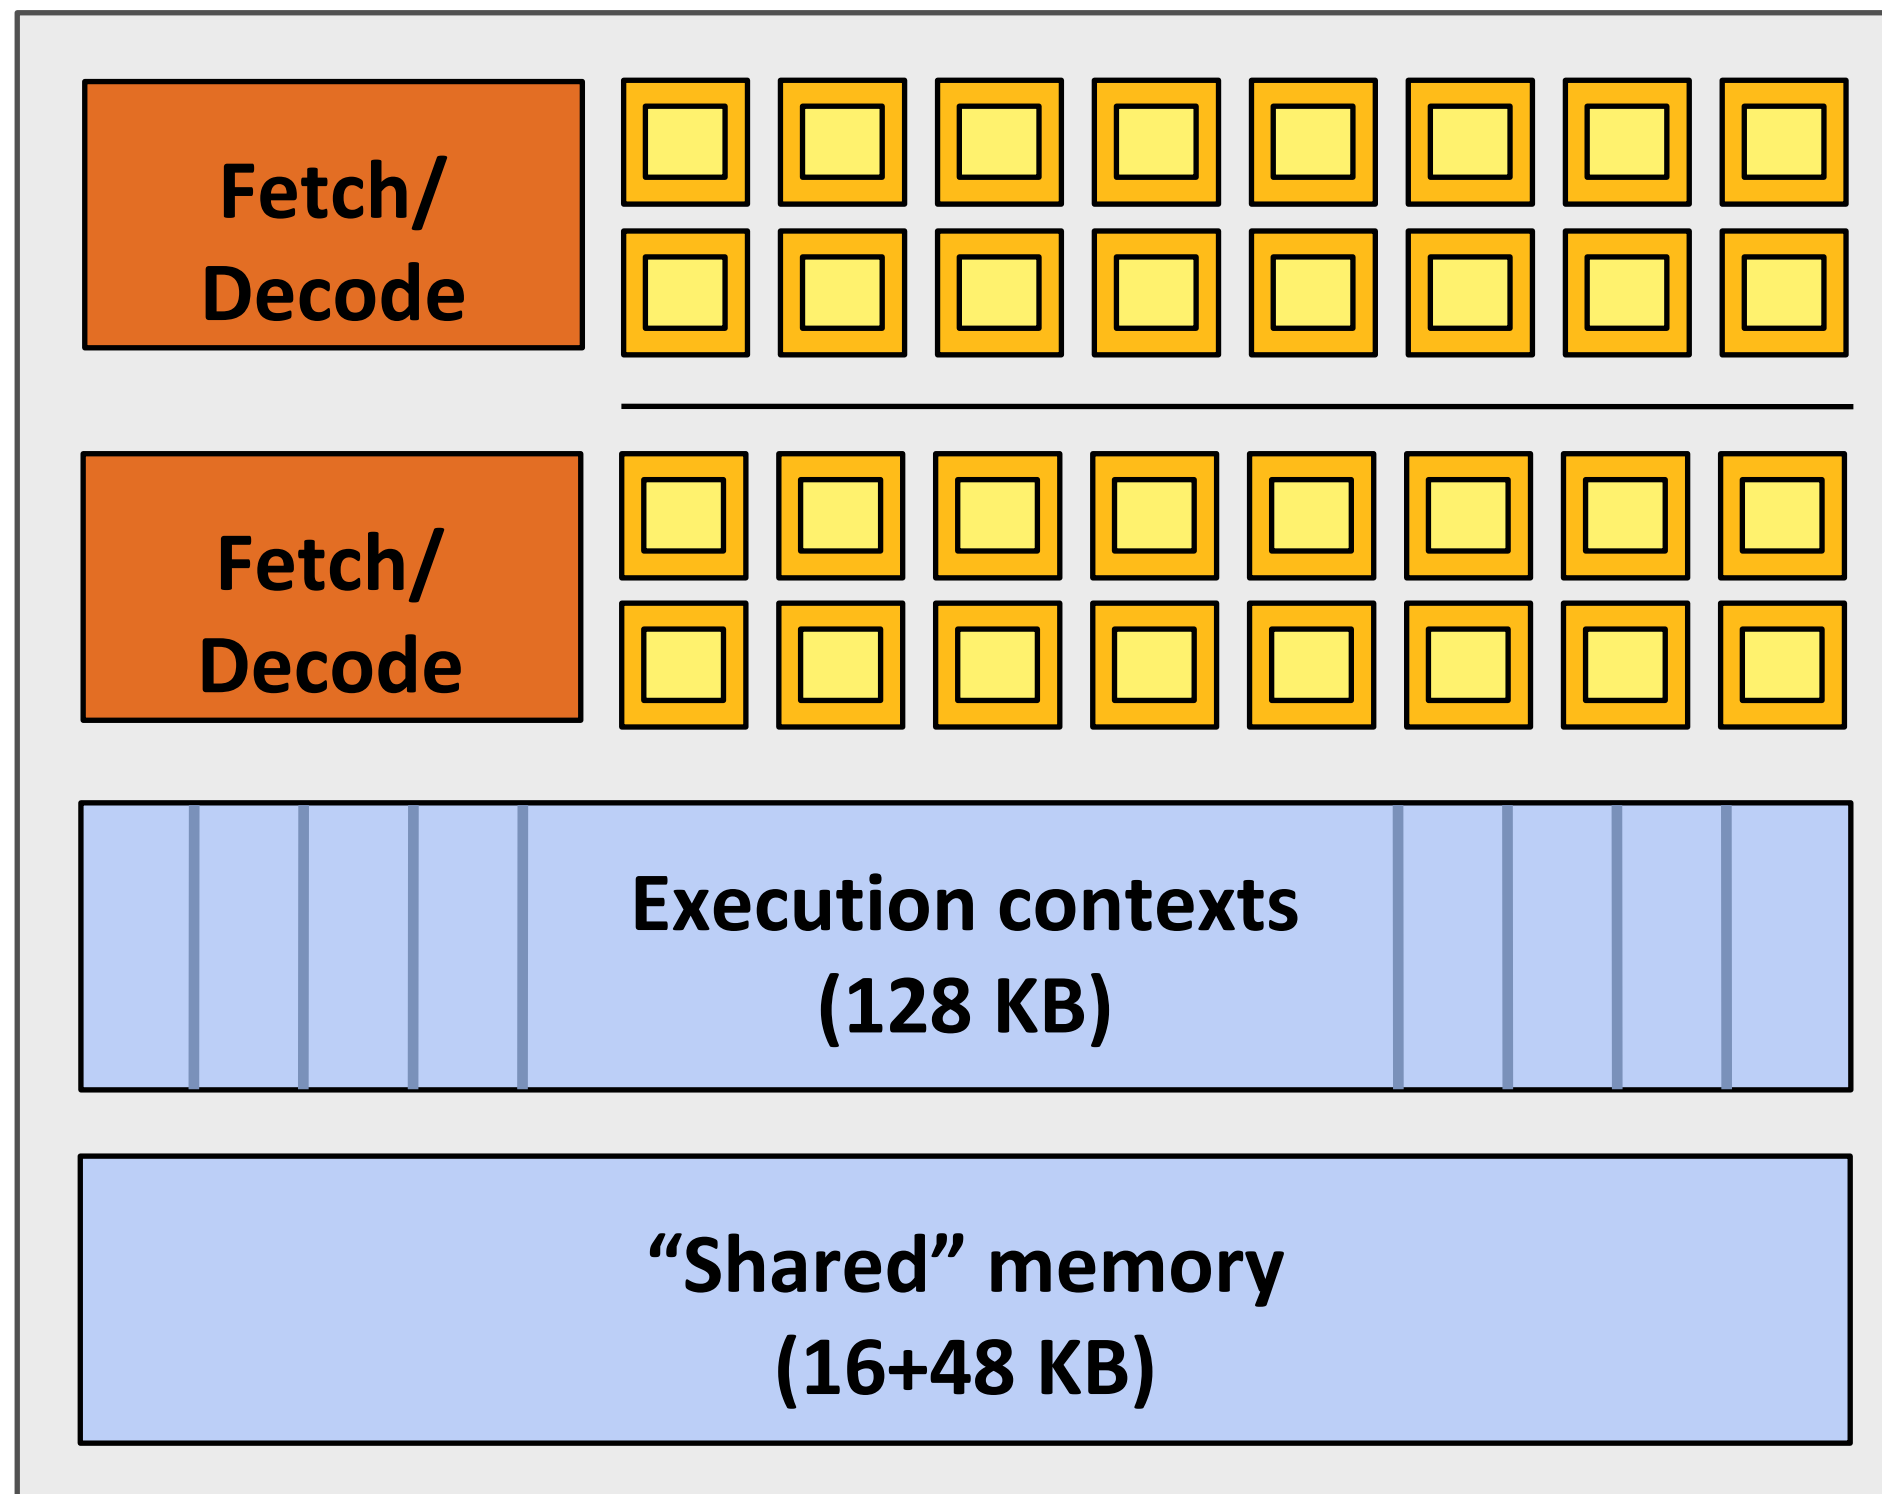 Fetch/
Decode
Fetch/
Decode
Execution contexts
(128 KB)
“Shared” memory
(16+48 KB)